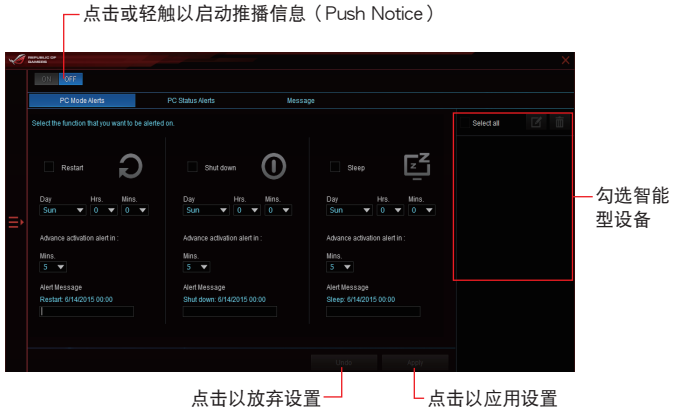 点击或轻触以启动推播信息（Push Notice）
REPUBLIC OF
GAMERS
ON OFF
PC Mode Alerts PC Status Alerts Message
Select the function that you want to be alerted on.
Select all
Restart Shut down Sleep
Day Hrs. Mins. Day Hrs. Mins. Day Hrs. Mins.
Sun 0 0 Sun 0 0 Sun 0 0
Advance activation alert in : Advance activation alert in : Advance activation alert in :
Mins. Mins. Mins.
5 5 5
Alert Message Alert Message Alert Message
Restart: 6/14/2015 00:00 Shut down: 6/14/2015 00:00 Sleep: 6/14/2015 00:00
Undo Apply
勾选智能
型设备
点击以放弃设置 点击以应用设置